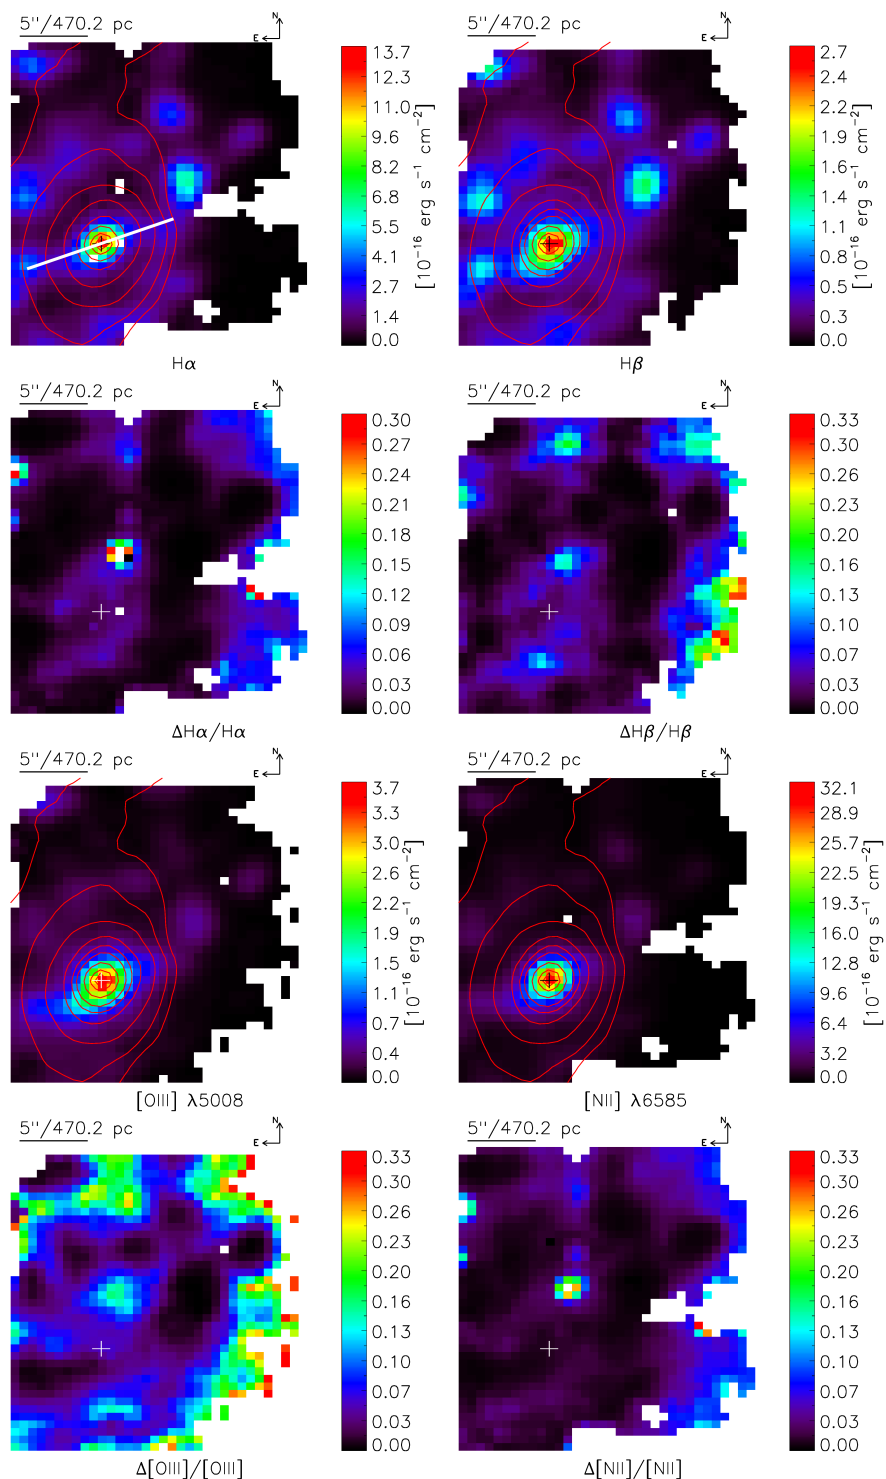 5''/470.2 pc
N
E
13.7
12.3
11.0
9.6
8.2
6.8
5.5
4.1
2.7
1.4
0.0
[10⁻¹⁶ erg s⁻¹ cm⁻²]
Hα
5''/470.2 pc
N
E
2.7
2.4
2.2
1.9
1.6
1.4
1.1
0.8
0.5
0.3
0.0
[10⁻¹⁶ erg s⁻¹ cm⁻²]
Hβ
5''/470.2 pc
N
E
0.30
0.27
0.24
0.21
0.18
0.15
0.12
0.09
0.06
0.03
0.00
ΔHα/Hα
5''/470.2 pc
N
E
0.33
0.30
0.26
0.23
0.20
0.17
0.13
0.10
0.07
0.03
0.00
ΔHβ/Hβ
5''/470.2 pc
N
E
3.7
3.3
3.0
2.6
2.2
1.9
1.5
1.1
0.7
0.4
0.0
[10⁻¹⁶ erg s⁻¹ cm⁻²]
[OIII] λ5008
5''/470.2 pc
N
E
32.1
28.9
25.7
22.5
19.3
16.0
12.8
9.6
6.4
3.2
0.0
[10⁻¹⁶ erg s⁻¹ cm⁻²]
[NII] λ6585
5''/470.2 pc
N
E
0.33
0.30
0.26
0.23
0.20
0.16
0.13
0.10
0.07
0.03
0.00
Δ[OIII]/[OIII]
5''/470.2 pc
N
E
0.33
0.30
0.27
0.23
0.20
0.17
0.13
0.10
0.07
0.03
0.00
Δ[NII]/[NII]